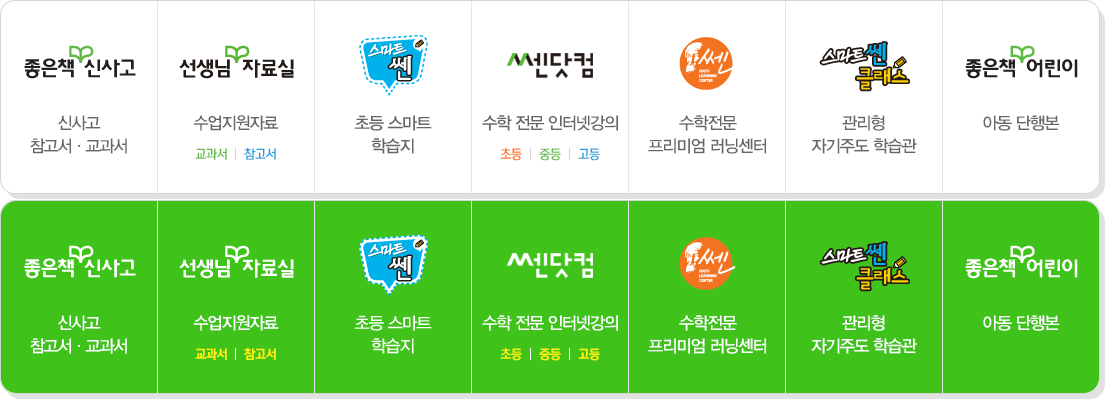 좋은책 신사고
신사고
참고서 · 교과서
선생님 자료실
수업지원자료
교과서 | 참고서
스마트
쎈
초등 스마트
학습지
쎈닷컴
수학 전문 인터넷강의
초등 | 중등 | 고등
쎈
MATH
LEARNING
CENTER
수학전문
프리미엄 러닝센터
스마트쎈
클래스
관리형
자기주도 학습관
좋은책 어린이
아동 단행본
좋은책 신사고
신사고
참고서 · 교과서
선생님 자료실
수업지원자료
교과서 | 참고서
스마트
쎈
초등 스마트
학습지
쎈닷컴
수학 전문 인터넷강의
초등 | 중등 | 고등
쎈
MATH
LEARNING
CENTER
수학전문
프리미엄 러닝센터
스마트쎈
클래스
관리형
자기주도 학습관
좋은책 어린이
아동 단행본